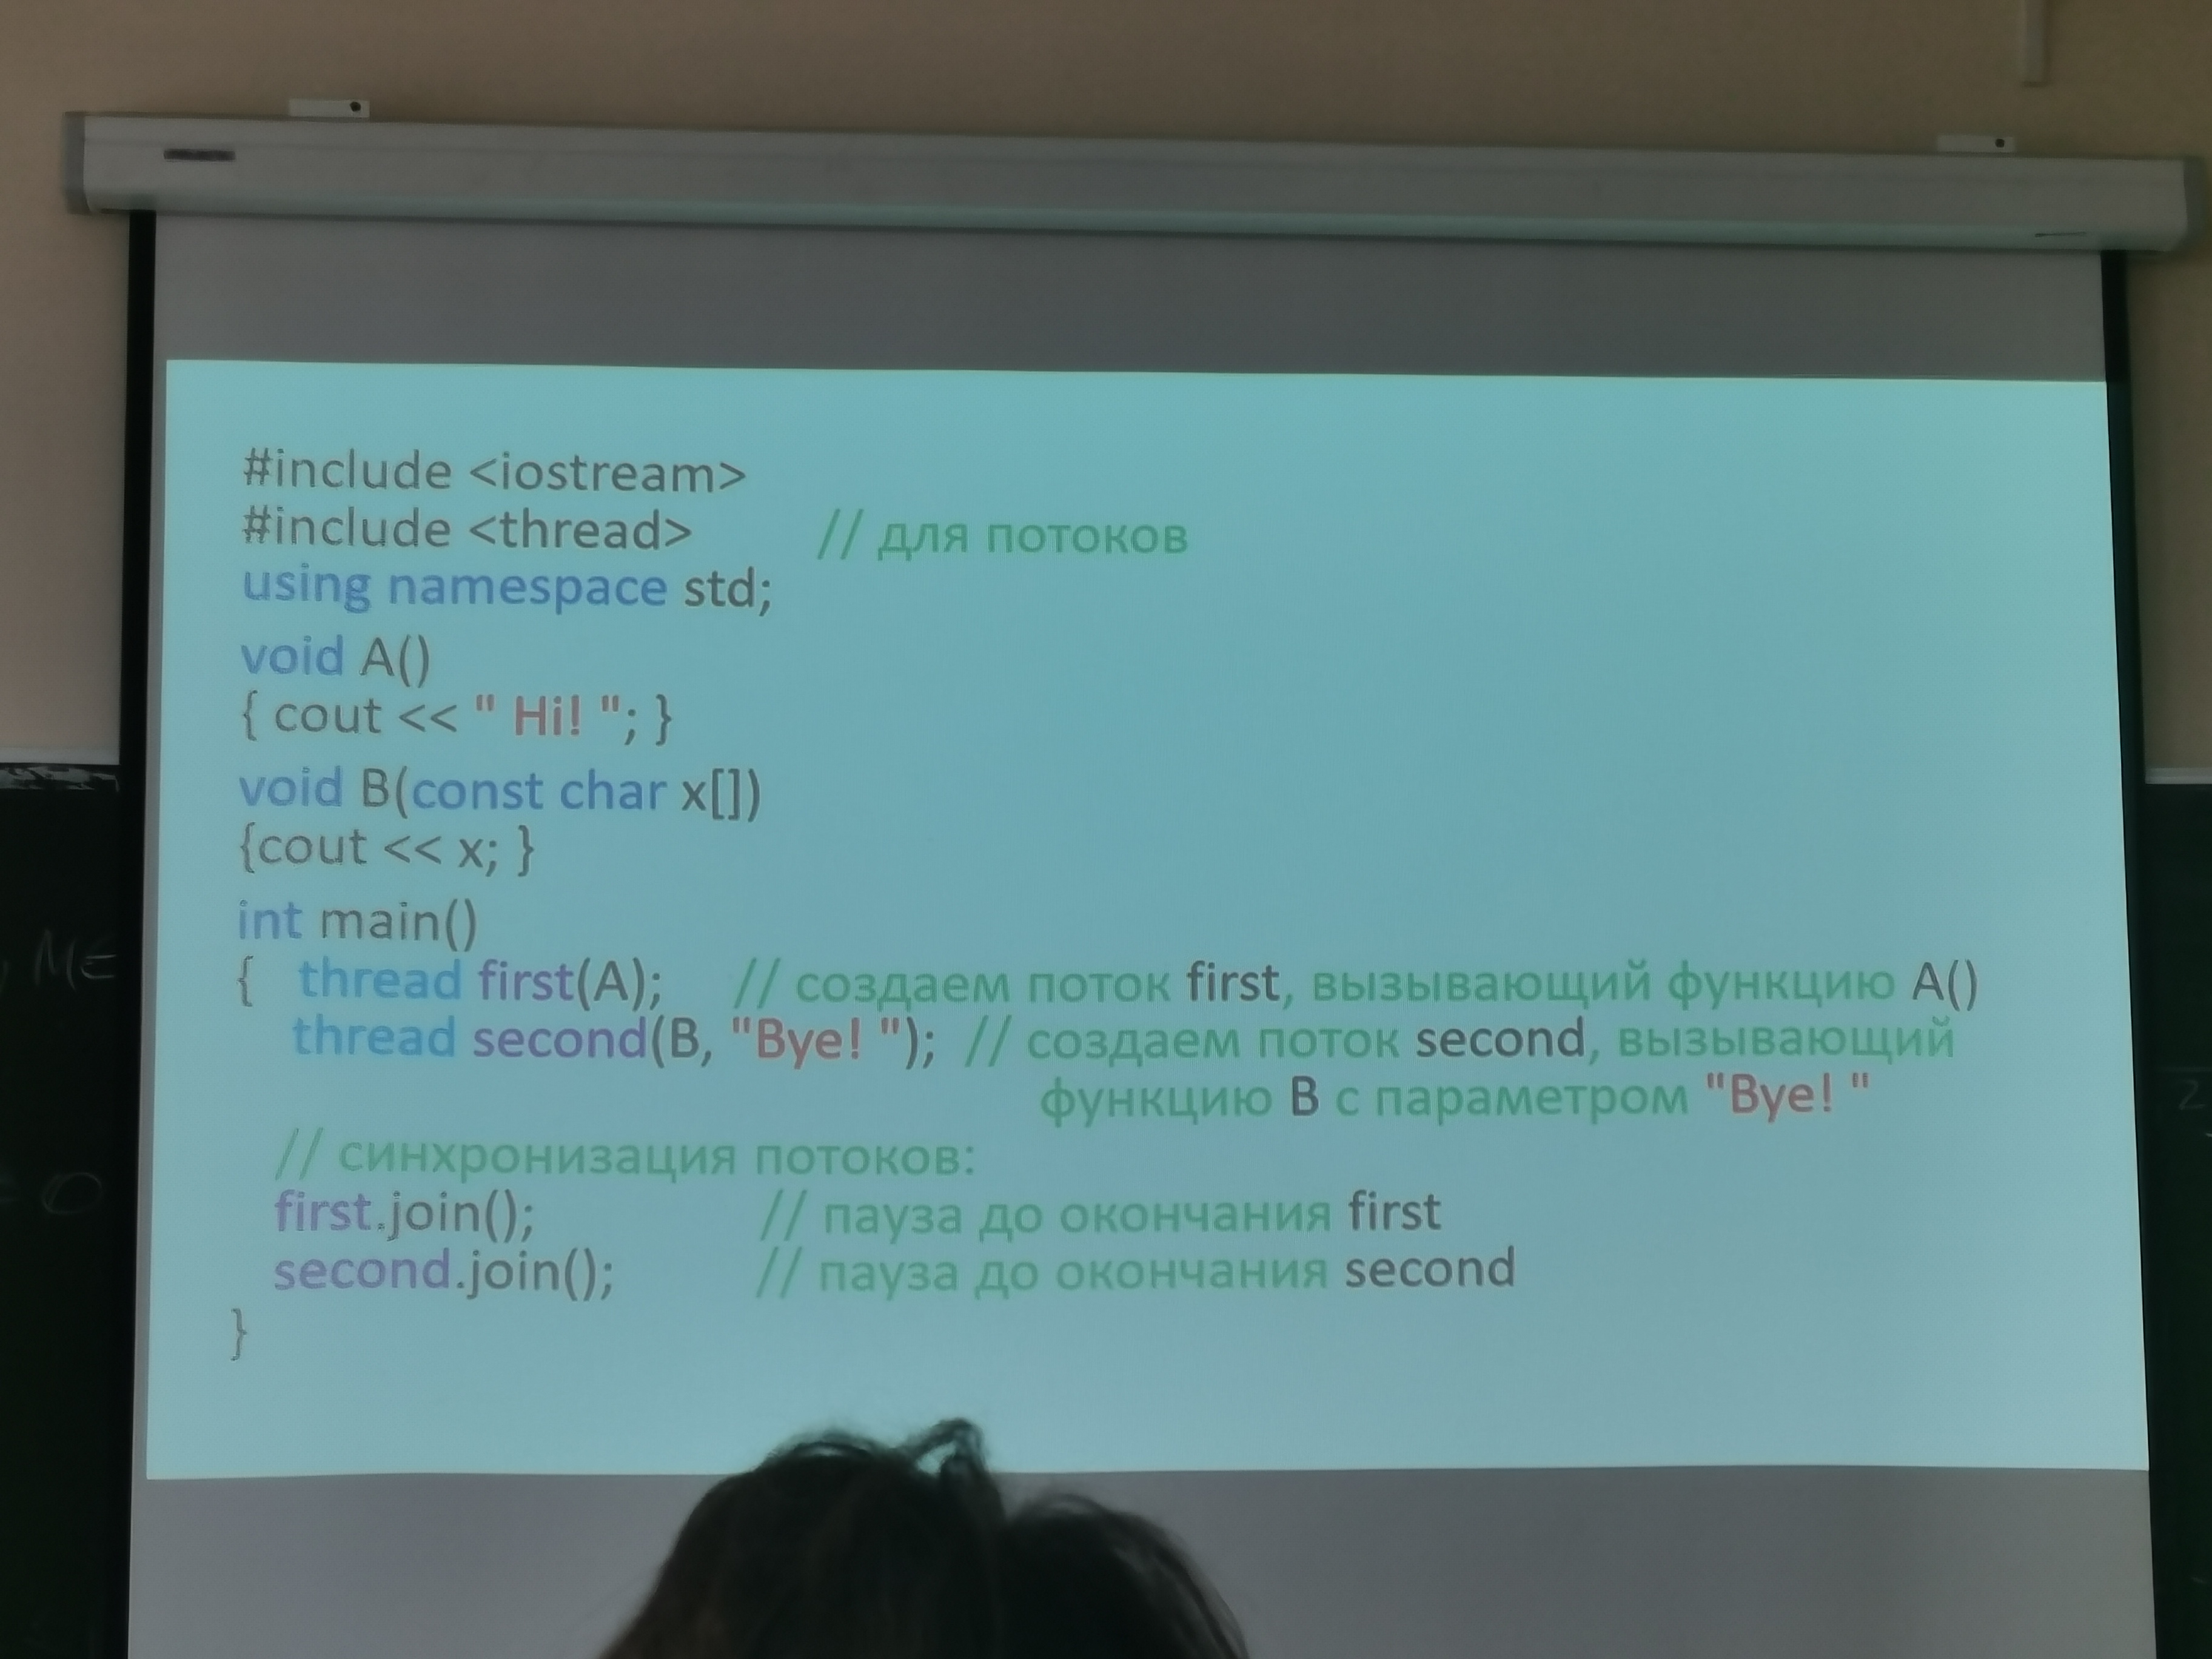 #include <iostream>
#include <thread> // для потоков
using namespace std;
void A()
{ cout << " Hi! "; }
void B(const char x[])
{cout << x; }
int main()
{ thread first(A); // создаем поток first, вызывающий функцию A()
thread second(B, "Bye! "); // создаем поток second, вызывающий
функцию B с параметром "Bye! "
// синхронизация потоков:
first.join(); // пауза до окончания first
second.join(); // пауза до окончания second
}